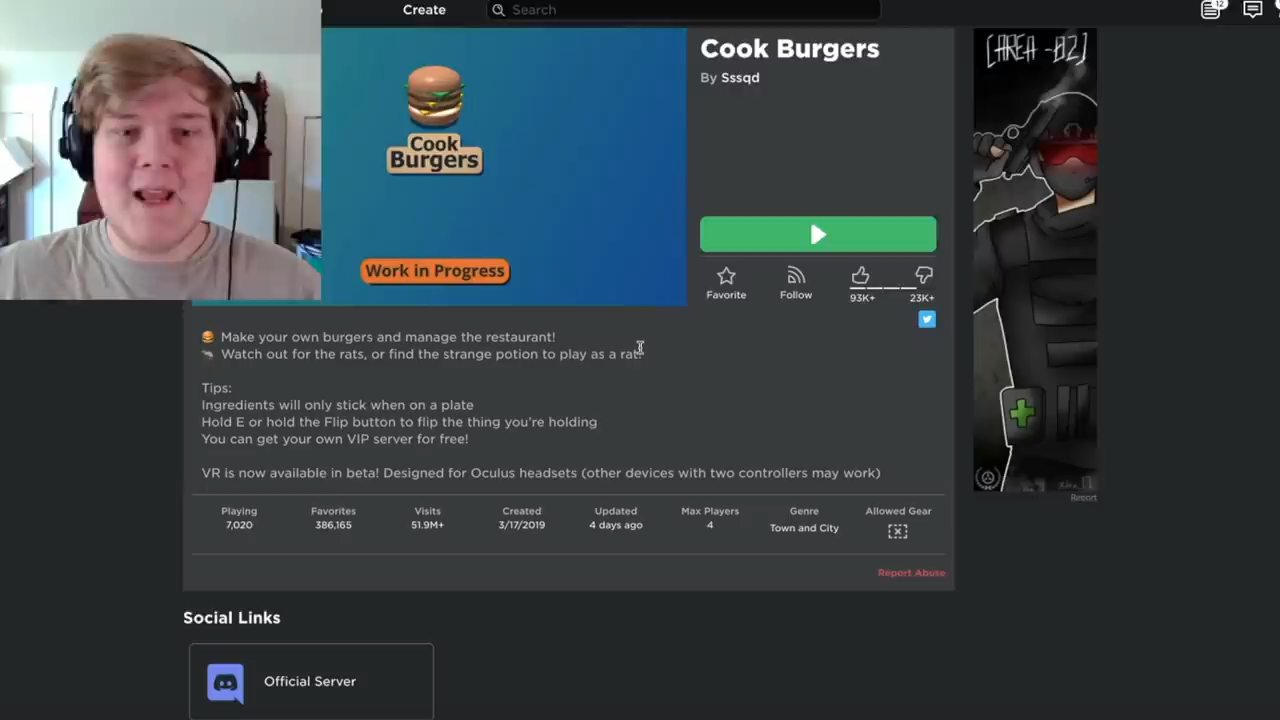 Create
Search
12
Cook Burgers
By Sssqd
[AREA -02]
Cook
Burgers
Work in Progress
Favorite
Follow
93K+
23K+
Make your own burgers and manage the restaurant!
Watch out for the rats, or find the strange potion to play as a rat!
Tips:
Ingredients will only stick when on a plate
Hold E or hold the Flip button to flip the thing you're holding
You can get your own VIP server for free!
VR is now available in beta! Designed for Oculus headsets (other devices with two controllers may work)
Report
Playing
Favorites
Visits
Created
Updated
Max Players
Genre
Allowed Gear
7,020
386,165
51.9M+
3/17/2019
4 days ago
4
Town and City
Report Abuse
Social Links
Official Server